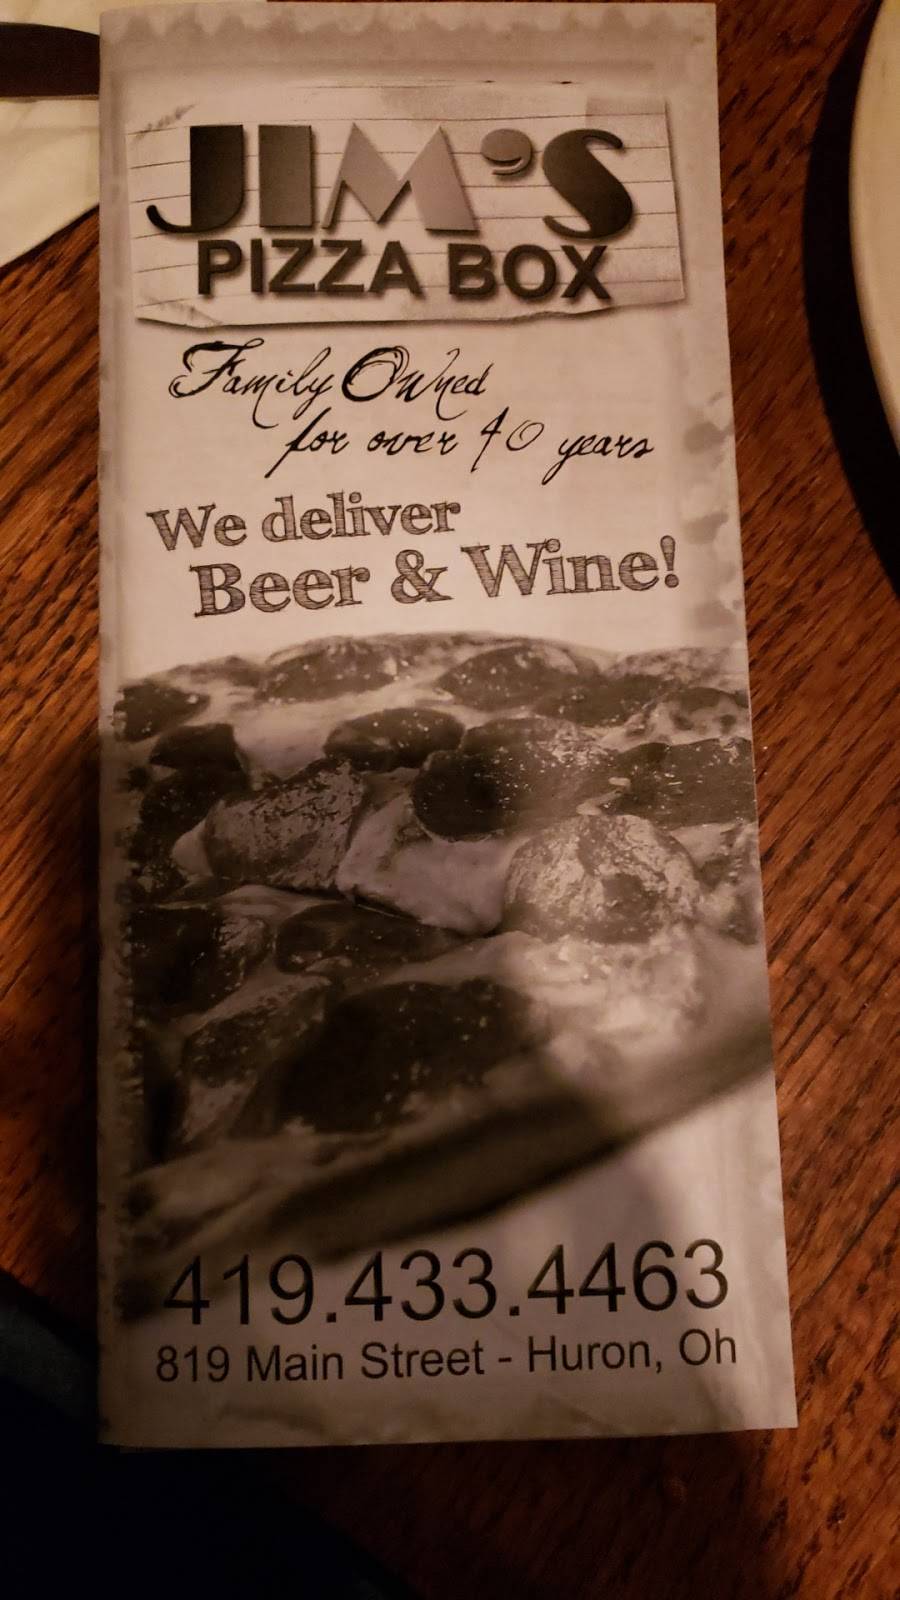 JIM'S
PIZZA BOX
Family Owned
for over 40 years
We deliver
Beer & Wine!
419.433.4463
819 Main Street - Huron, Oh